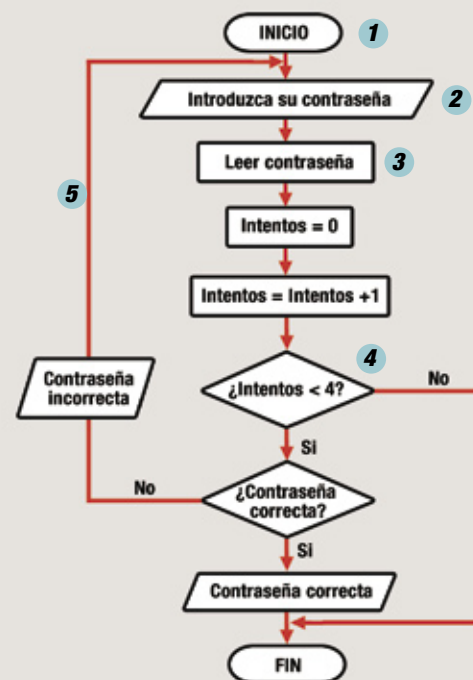 INICIO 1
Introduzca su contraseña 2
Leer contraseña 3
5
Intentos = 0
Intentos = Intentos +1
4
¿Intentos < 4? No
Contraseña
incorrecta
Si
No
¿Contraseña
correcta?
Si
Contraseña correcta
FIN